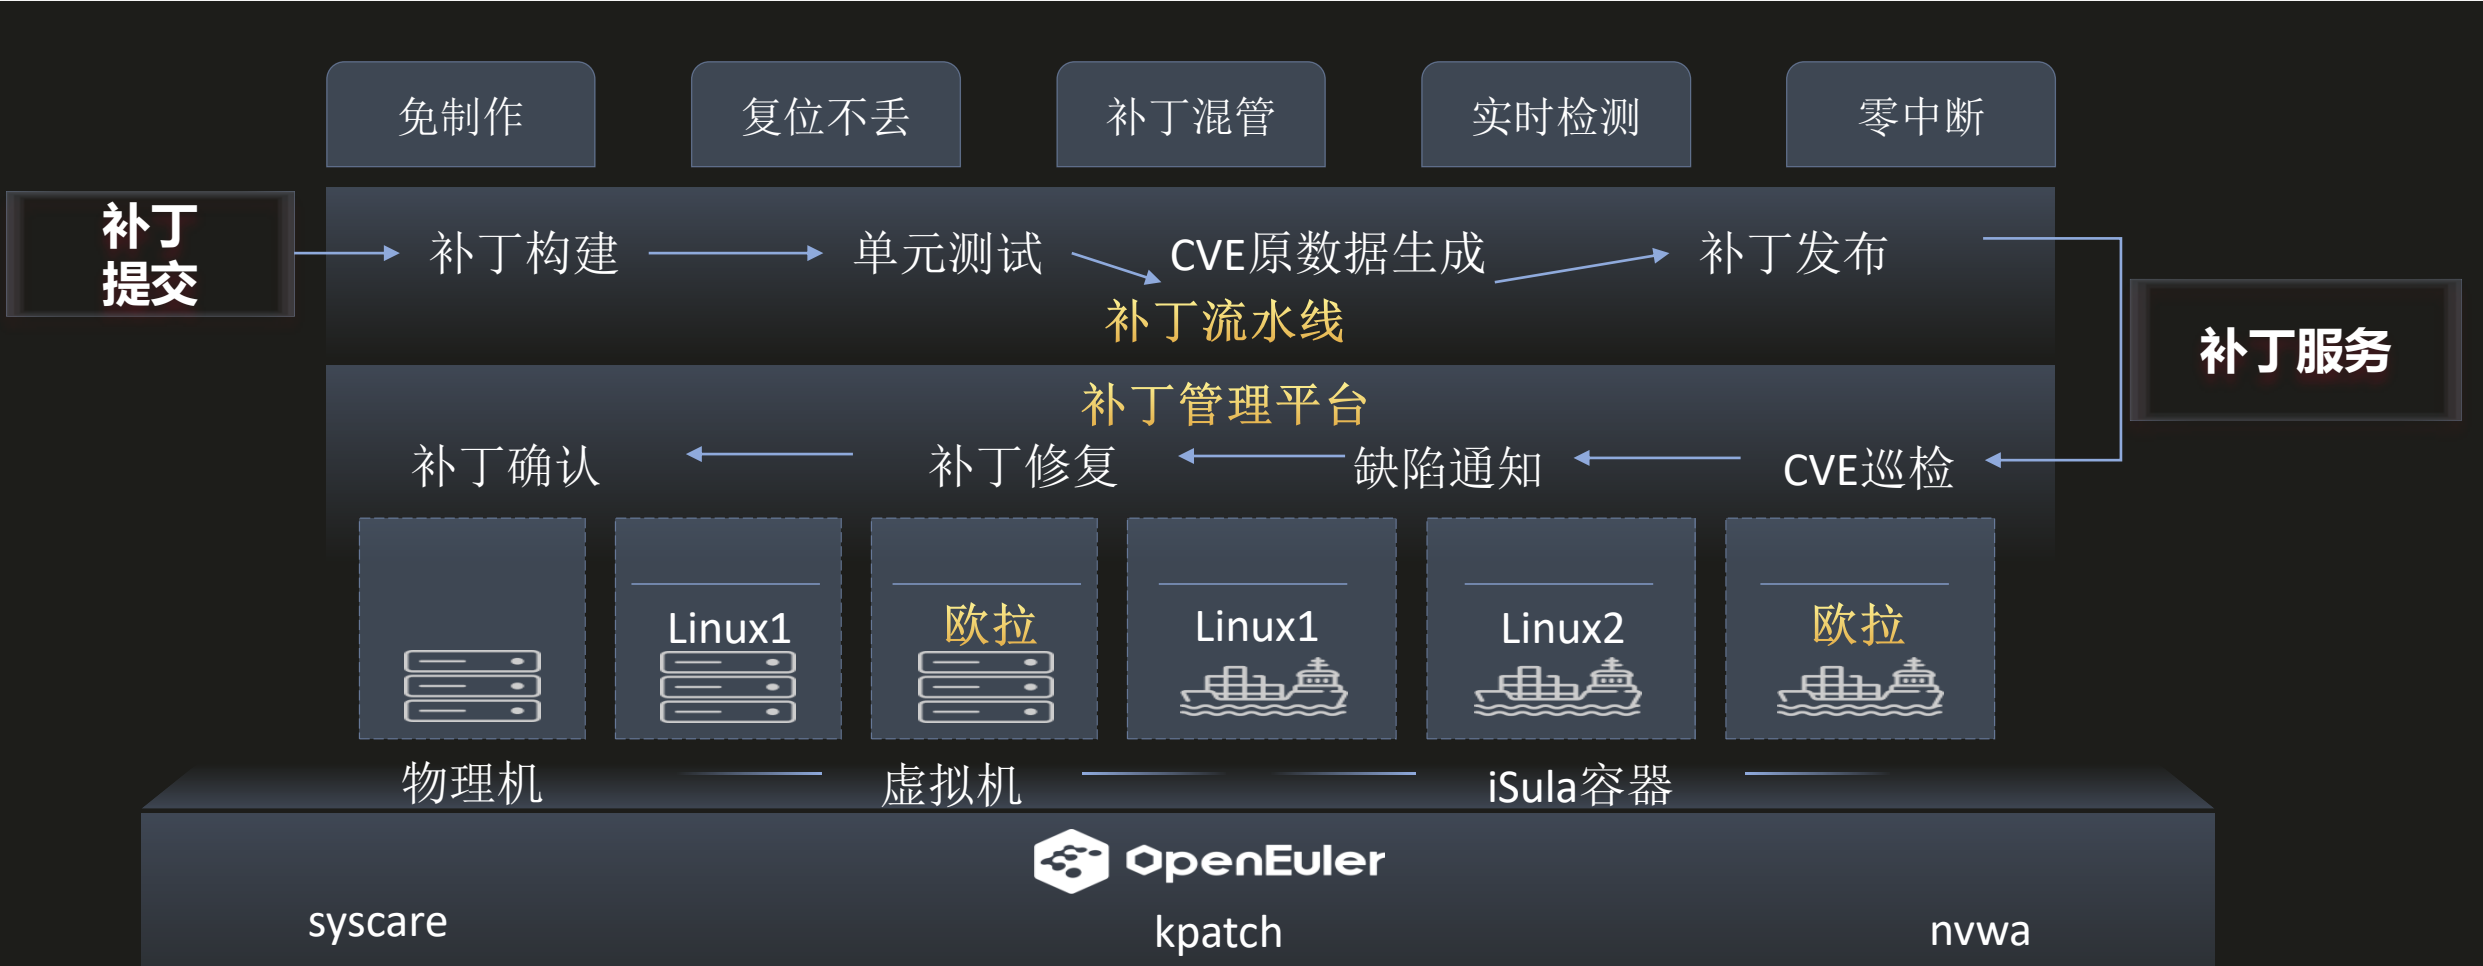 免制作
复位不丢
补丁混管
实时检测
零中断
补丁
提交
补丁构建
单元测试
CVE原数据生成
补丁发布
补丁流水线
补丁服务
补丁管理平台
补丁确认
补丁修复
缺陷通知
CVE巡检
Linux1
欧拉
Linux1
Linux2
欧拉
物理机
虚拟机
iSula容器
OpenEuler
syscare
kpatch
nvwa